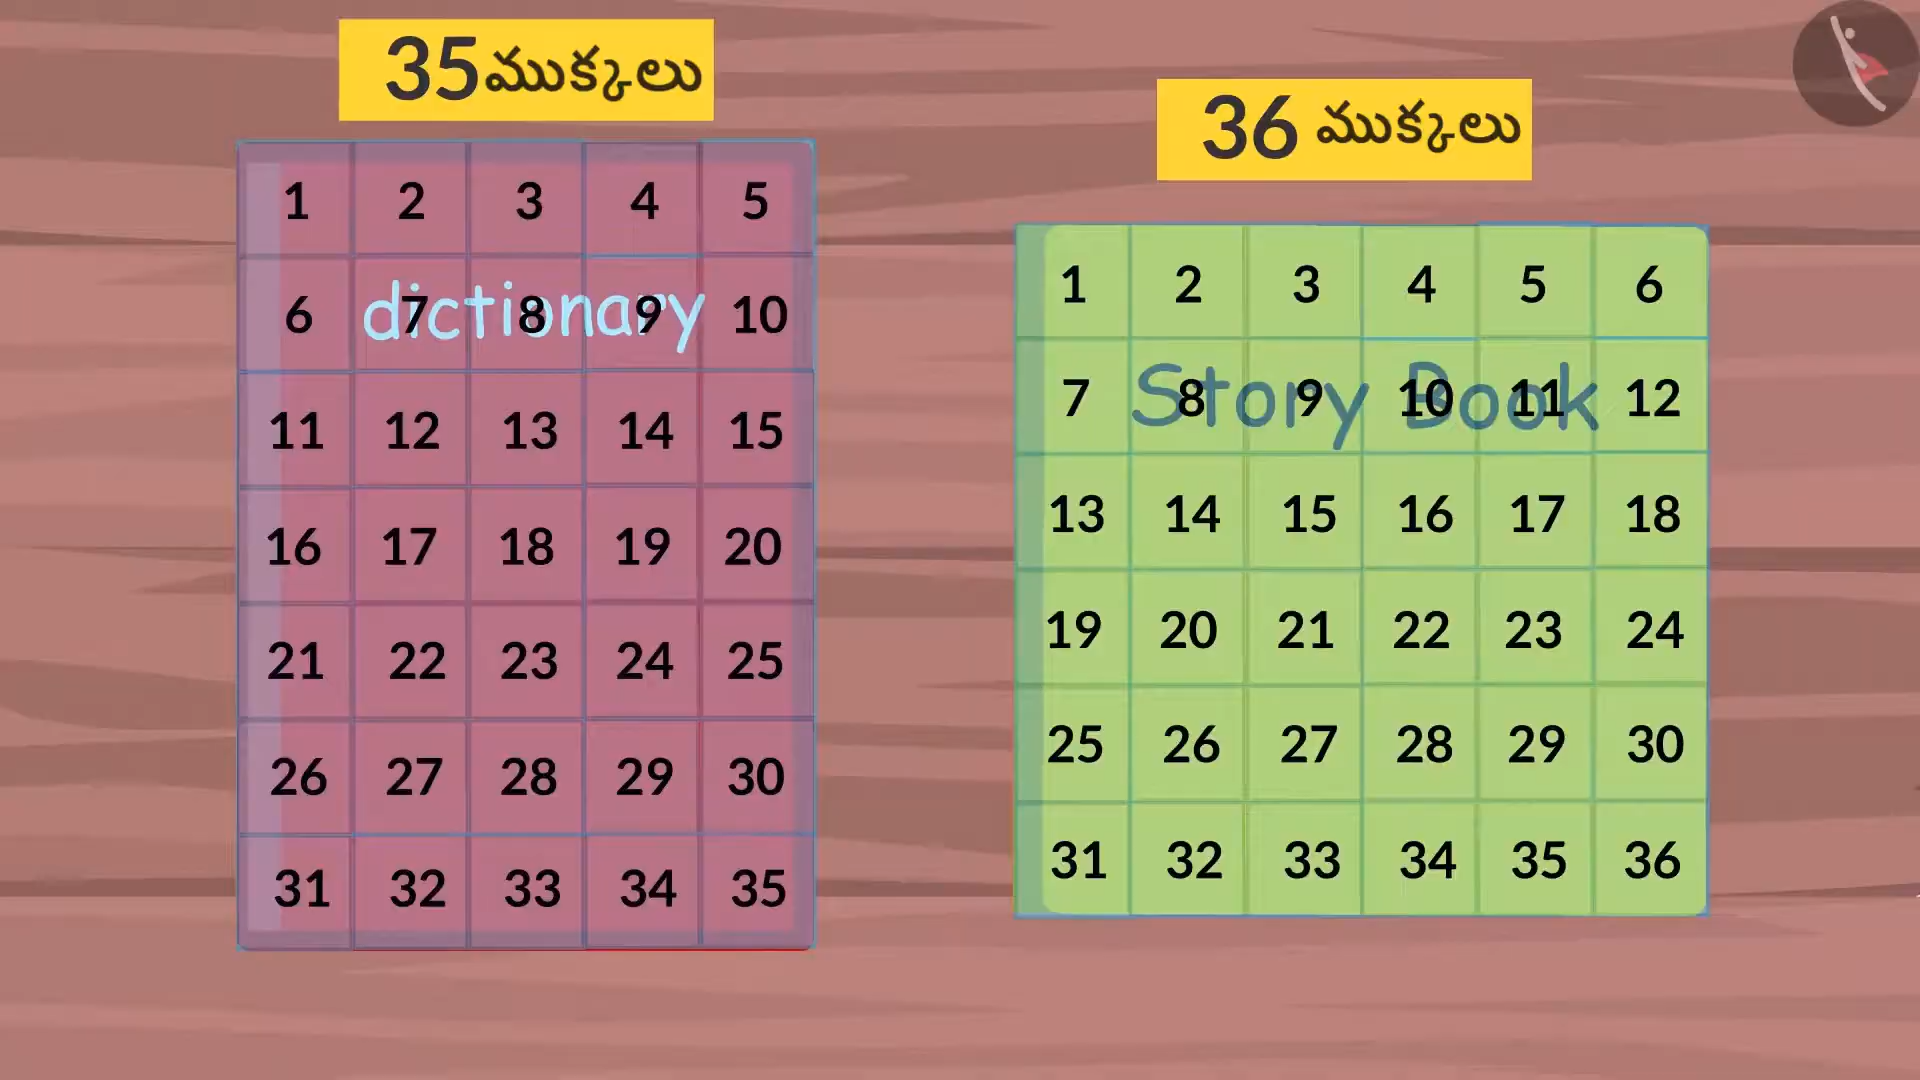 35 ముక్కలు
1 2 3 4 5
dictionary
6 7 8 9 10
11 12 13 14 15
16 17 18 19 20
21 22 23 24 25
26 27 28 29 30
31 32 33 34 35
36 ముక్కలు
1 2 3 4 5 6
Story Book
7 8 9 10 11 12
13 14 15 16 17 18
19 20 21 22 23 24
25 26 27 28 29 30
31 32 33 34 35 36